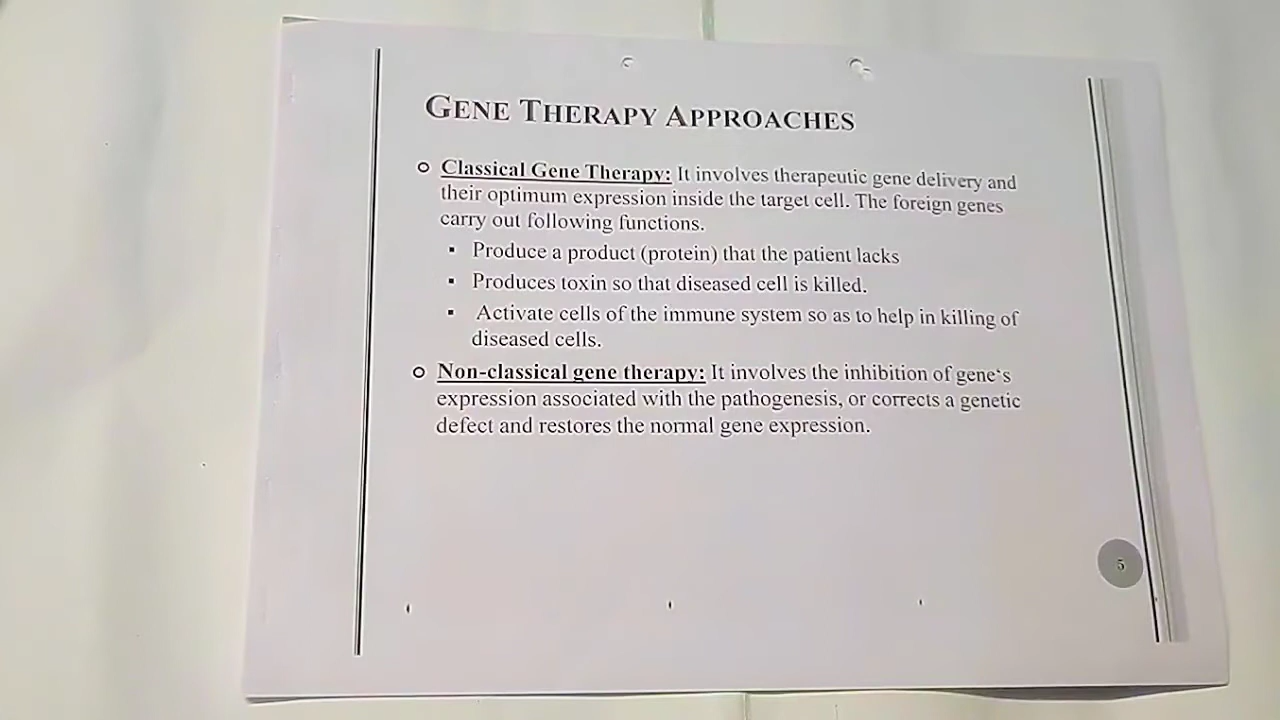 GENE THERAPY APPROACHES
Classical Gene Therapy: It involves therapeutic gene delivery and
their optimum expression inside the target cell. The foreign genes
carry out following functions.
Produce a product (protein) that the patient lacks
Produces toxin so that diseased cell is killed.
Activate cells of the immune system so as to help in killing of
diseased cells.
Non-classical gene therapy: It involves the inhibition of gene‘s
expression associated with the pathogenesis, or corrects a genetic
defect and restores the normal gene expression.
5